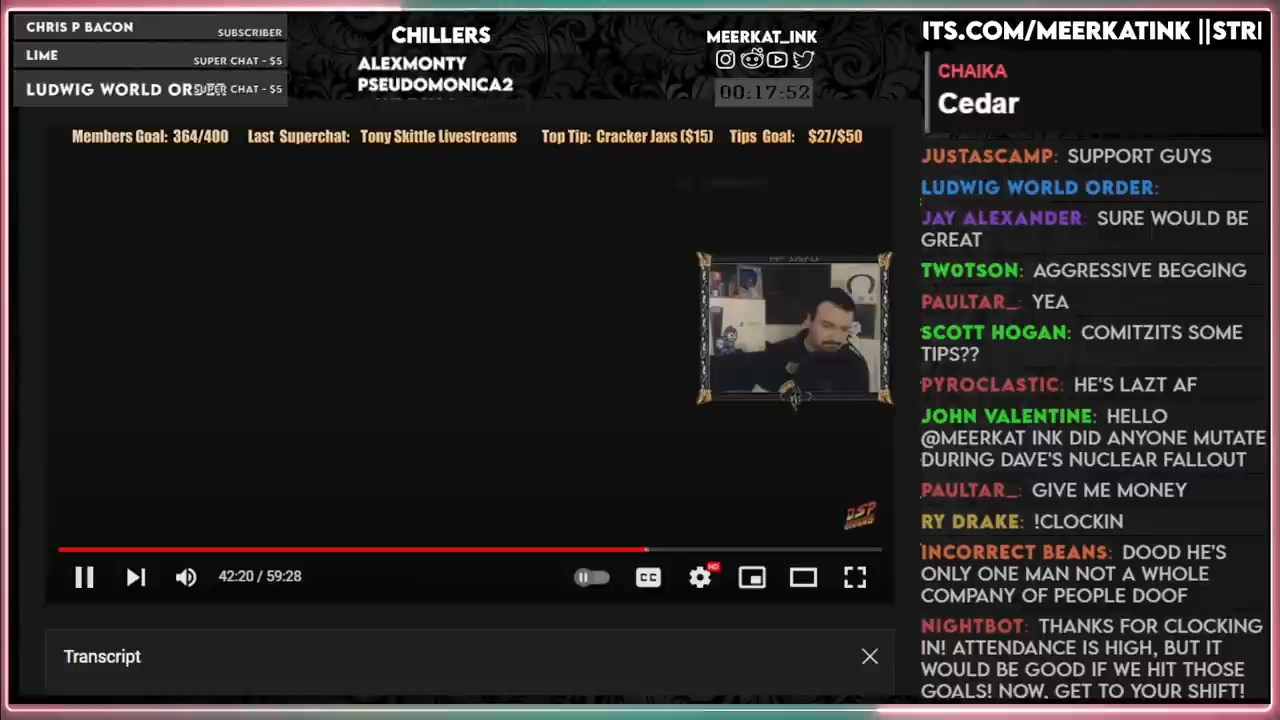 CHRIS P BACON
SUBSCRIBER
LIME
SUPER CHAT - $5
LUDWIG WORLD ORDER
SUPER CHAT - $5
CHILLERS
ALEXMONTY
PSEUDOMONICA2
MEERKAT_INK
00:17:52
ITS.COM/MEERKATINK ||STRI
CHAIKA
Cedar
Members Goal: 364/400 Last Superchat: Tony Skittle Livestreams Top Tip: Cracker Jaxs ($15) Tips Goal: $27/$50
DSP
42:20 / 59:28
CC
HD
Transcript
JUSTASCAMP: SUPPORT GUYS
LUDWIG WORLD ORDER:
JAY ALEXANDER: SURE WOULD BE
GREAT
TW0TSON: AGGRESSIVE BEGGING
PAULTAR_: YEA
SCOTT HOGAN: COMITZITS SOME
TIPS??
PYROCLASTIC: HE'S LAZT AF
JOHN VALENTINE: HELLO
@MEERKAT INK DID ANYONE MUTATE
DURING DAVE'S NUCLEAR FALLOUT
PAULTAR_: GIVE ME MONEY
RY DRAKE: !CLOCKIN
INCORRECT BEANS: DOOD HE'S
ONLY ONE MAN NOT A WHOLE
COMPANY OF PEOPLE DOOF
NIGHTBOT: THANKS FOR CLOCKING
IN! ATTENDANCE IS HIGH, BUT IT
WOULD BE GOOD IF WE HIT THOSE
GOALS! NOW, GET TO YOUR SHIFT!